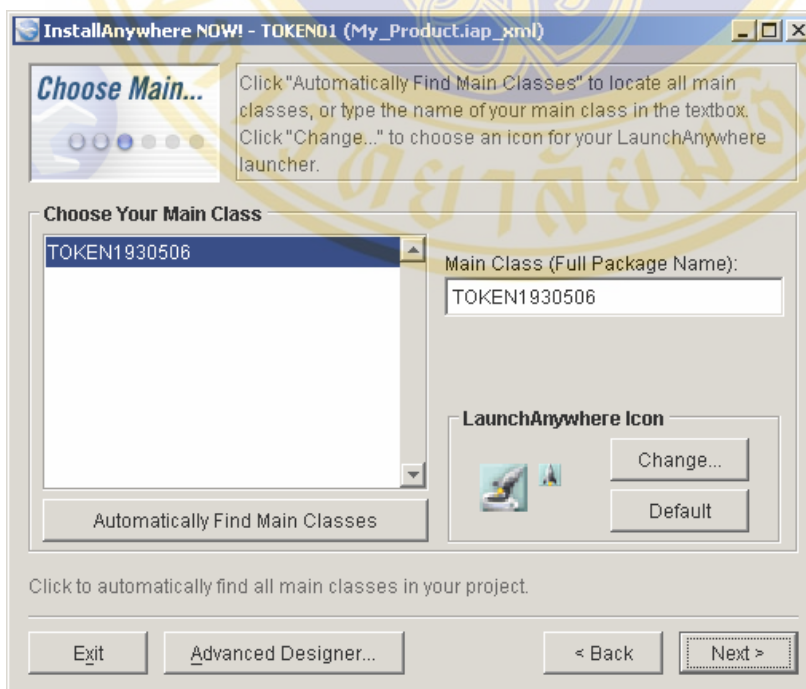 InstallAnywhere NOW! - TOKEN01 (My_Product.iap_xml)
Choose Main...
Click "Automatically Find Main Classes" to locate all main
classes, or type the name of your main class in the textbox.
Click "Change..." to choose an icon for your LaunchAnywhere
launcher.
Choose Your Main Class
TOKEN1930506
Main Class (Full Package Name):
TOKEN1930506
LaunchAnywhere Icon
Change...
Default
Automatically Find Main Classes
Click to automatically find all main classes in your project.
Exit
Advanced Designer...
< Back
Next >